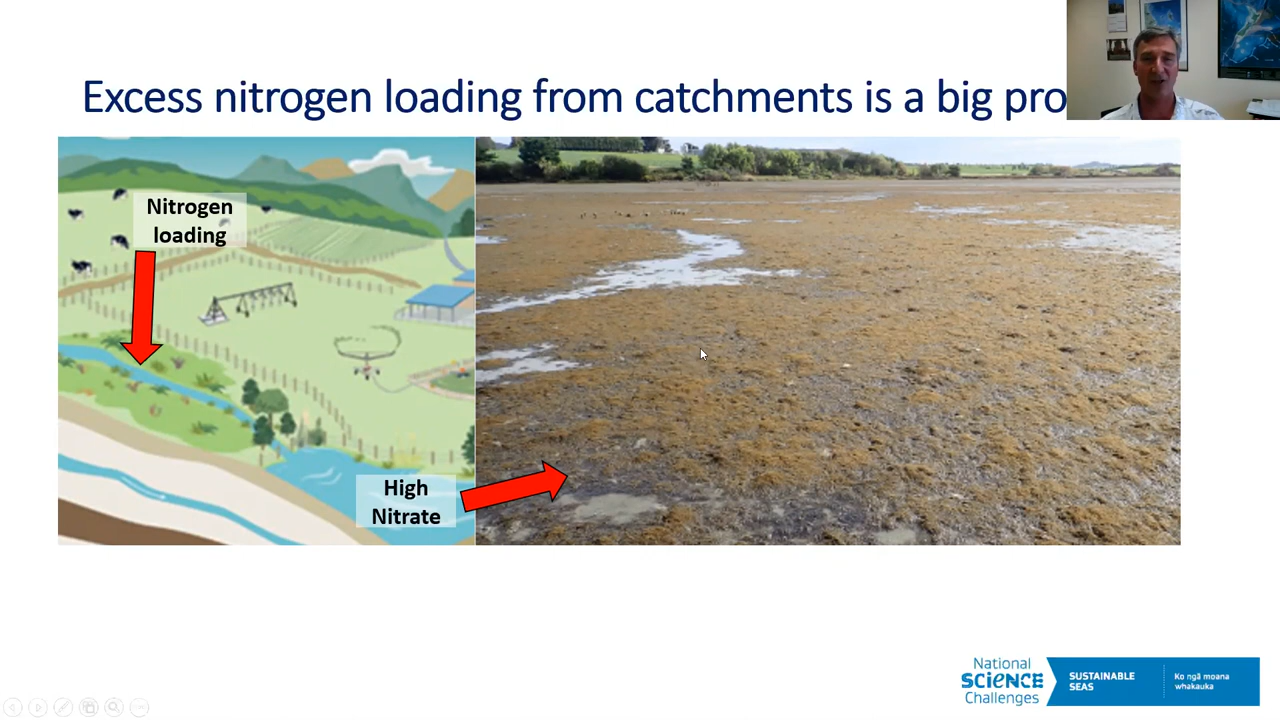 Excess nitrogen loading from catchments is a big pro
Nitrogen
loading
High
Nitrate
National
SCIENCE
Challenges
SUSTAINABLE
SEAS
Ko ngā moana
whakauka